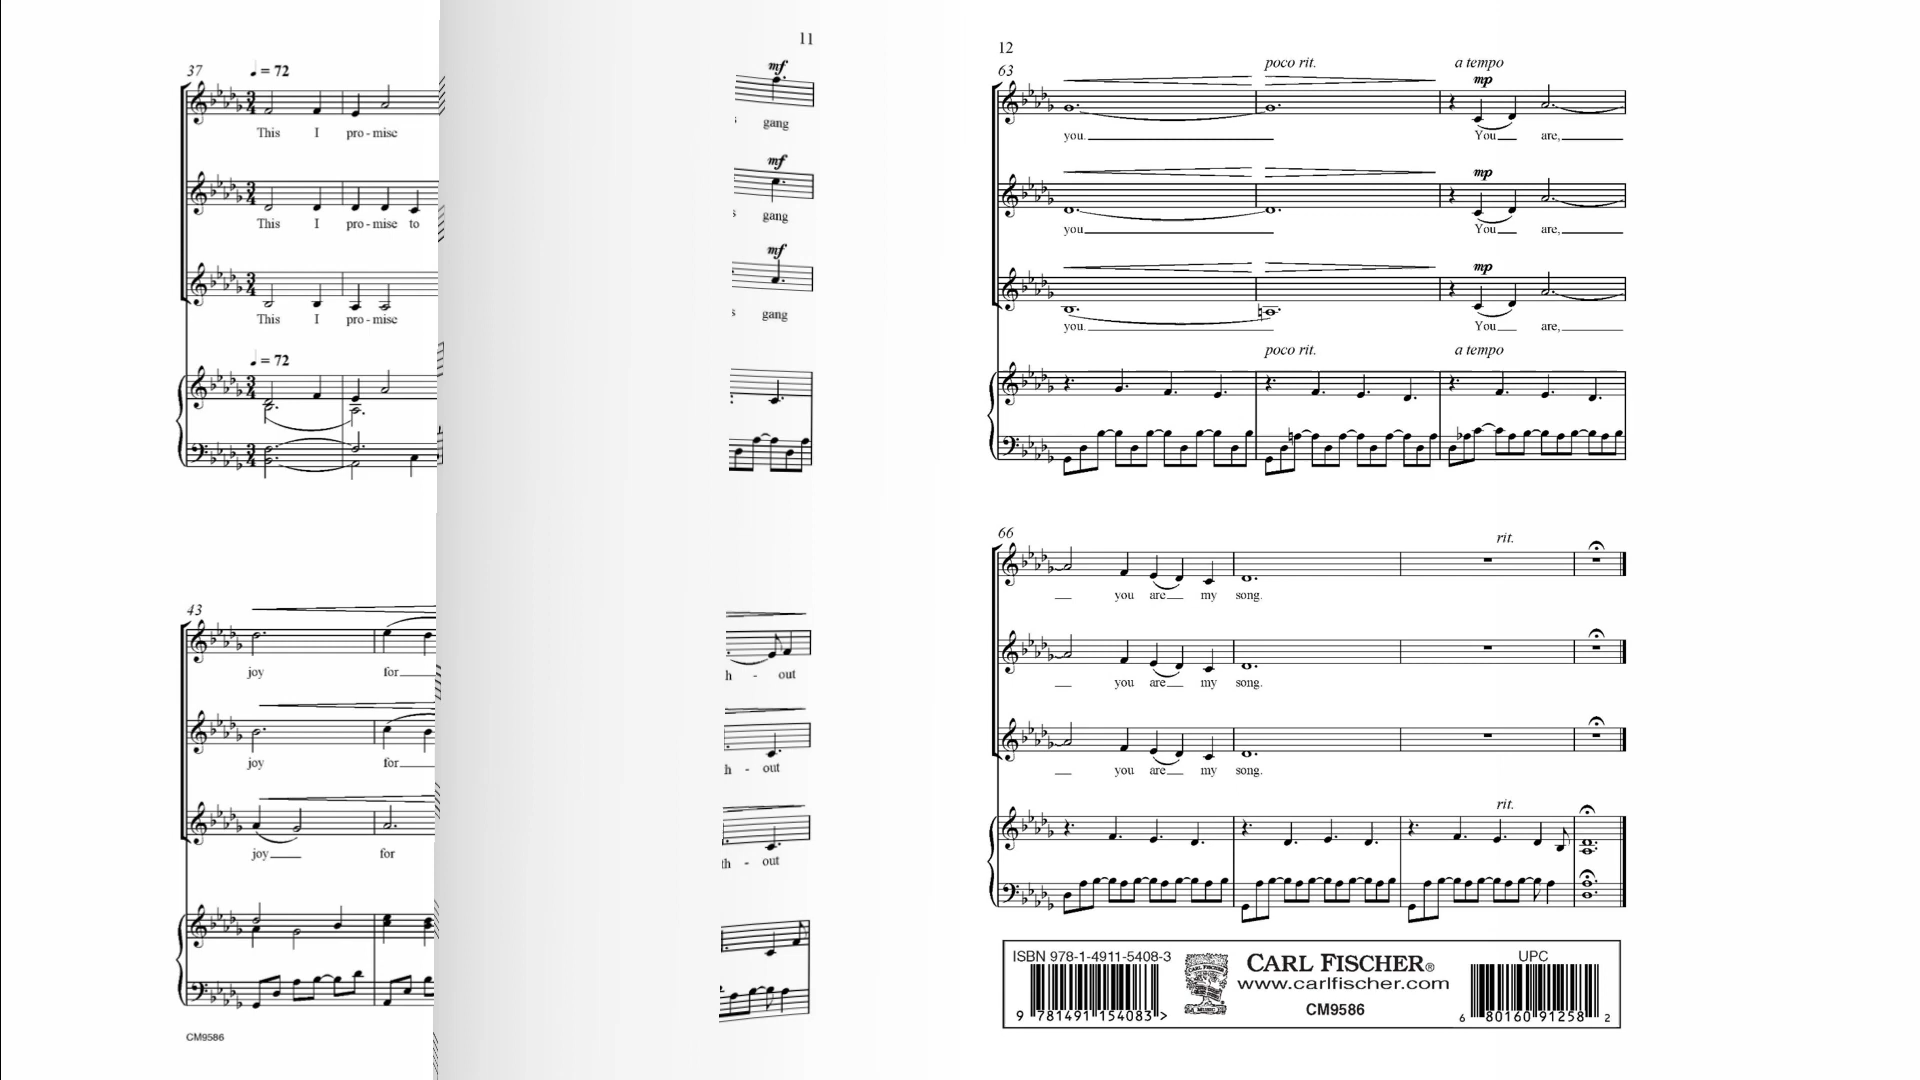 37
♩ = 72
This I pro - mise
This I pro - mise to
This I pro - mise
♩ = 72
43
joy for
joy for
joy for
CM9586
11
mf
gang
mf
gang
mf
gang
out
out
out
12
63
poco rit.
a tempo
mp
you. You are,
mp
you You are,
mp
you. You are,
poco rit.
a tempo
66
rit.
you are my song.
you are my song.
you are my song.
rit.
ISBN 978-1-4911-5408-3
9 781491 154083 >
CARL FISCHER®
www.carlfischer.com
CM9586
UPC
6 80160 91258 2